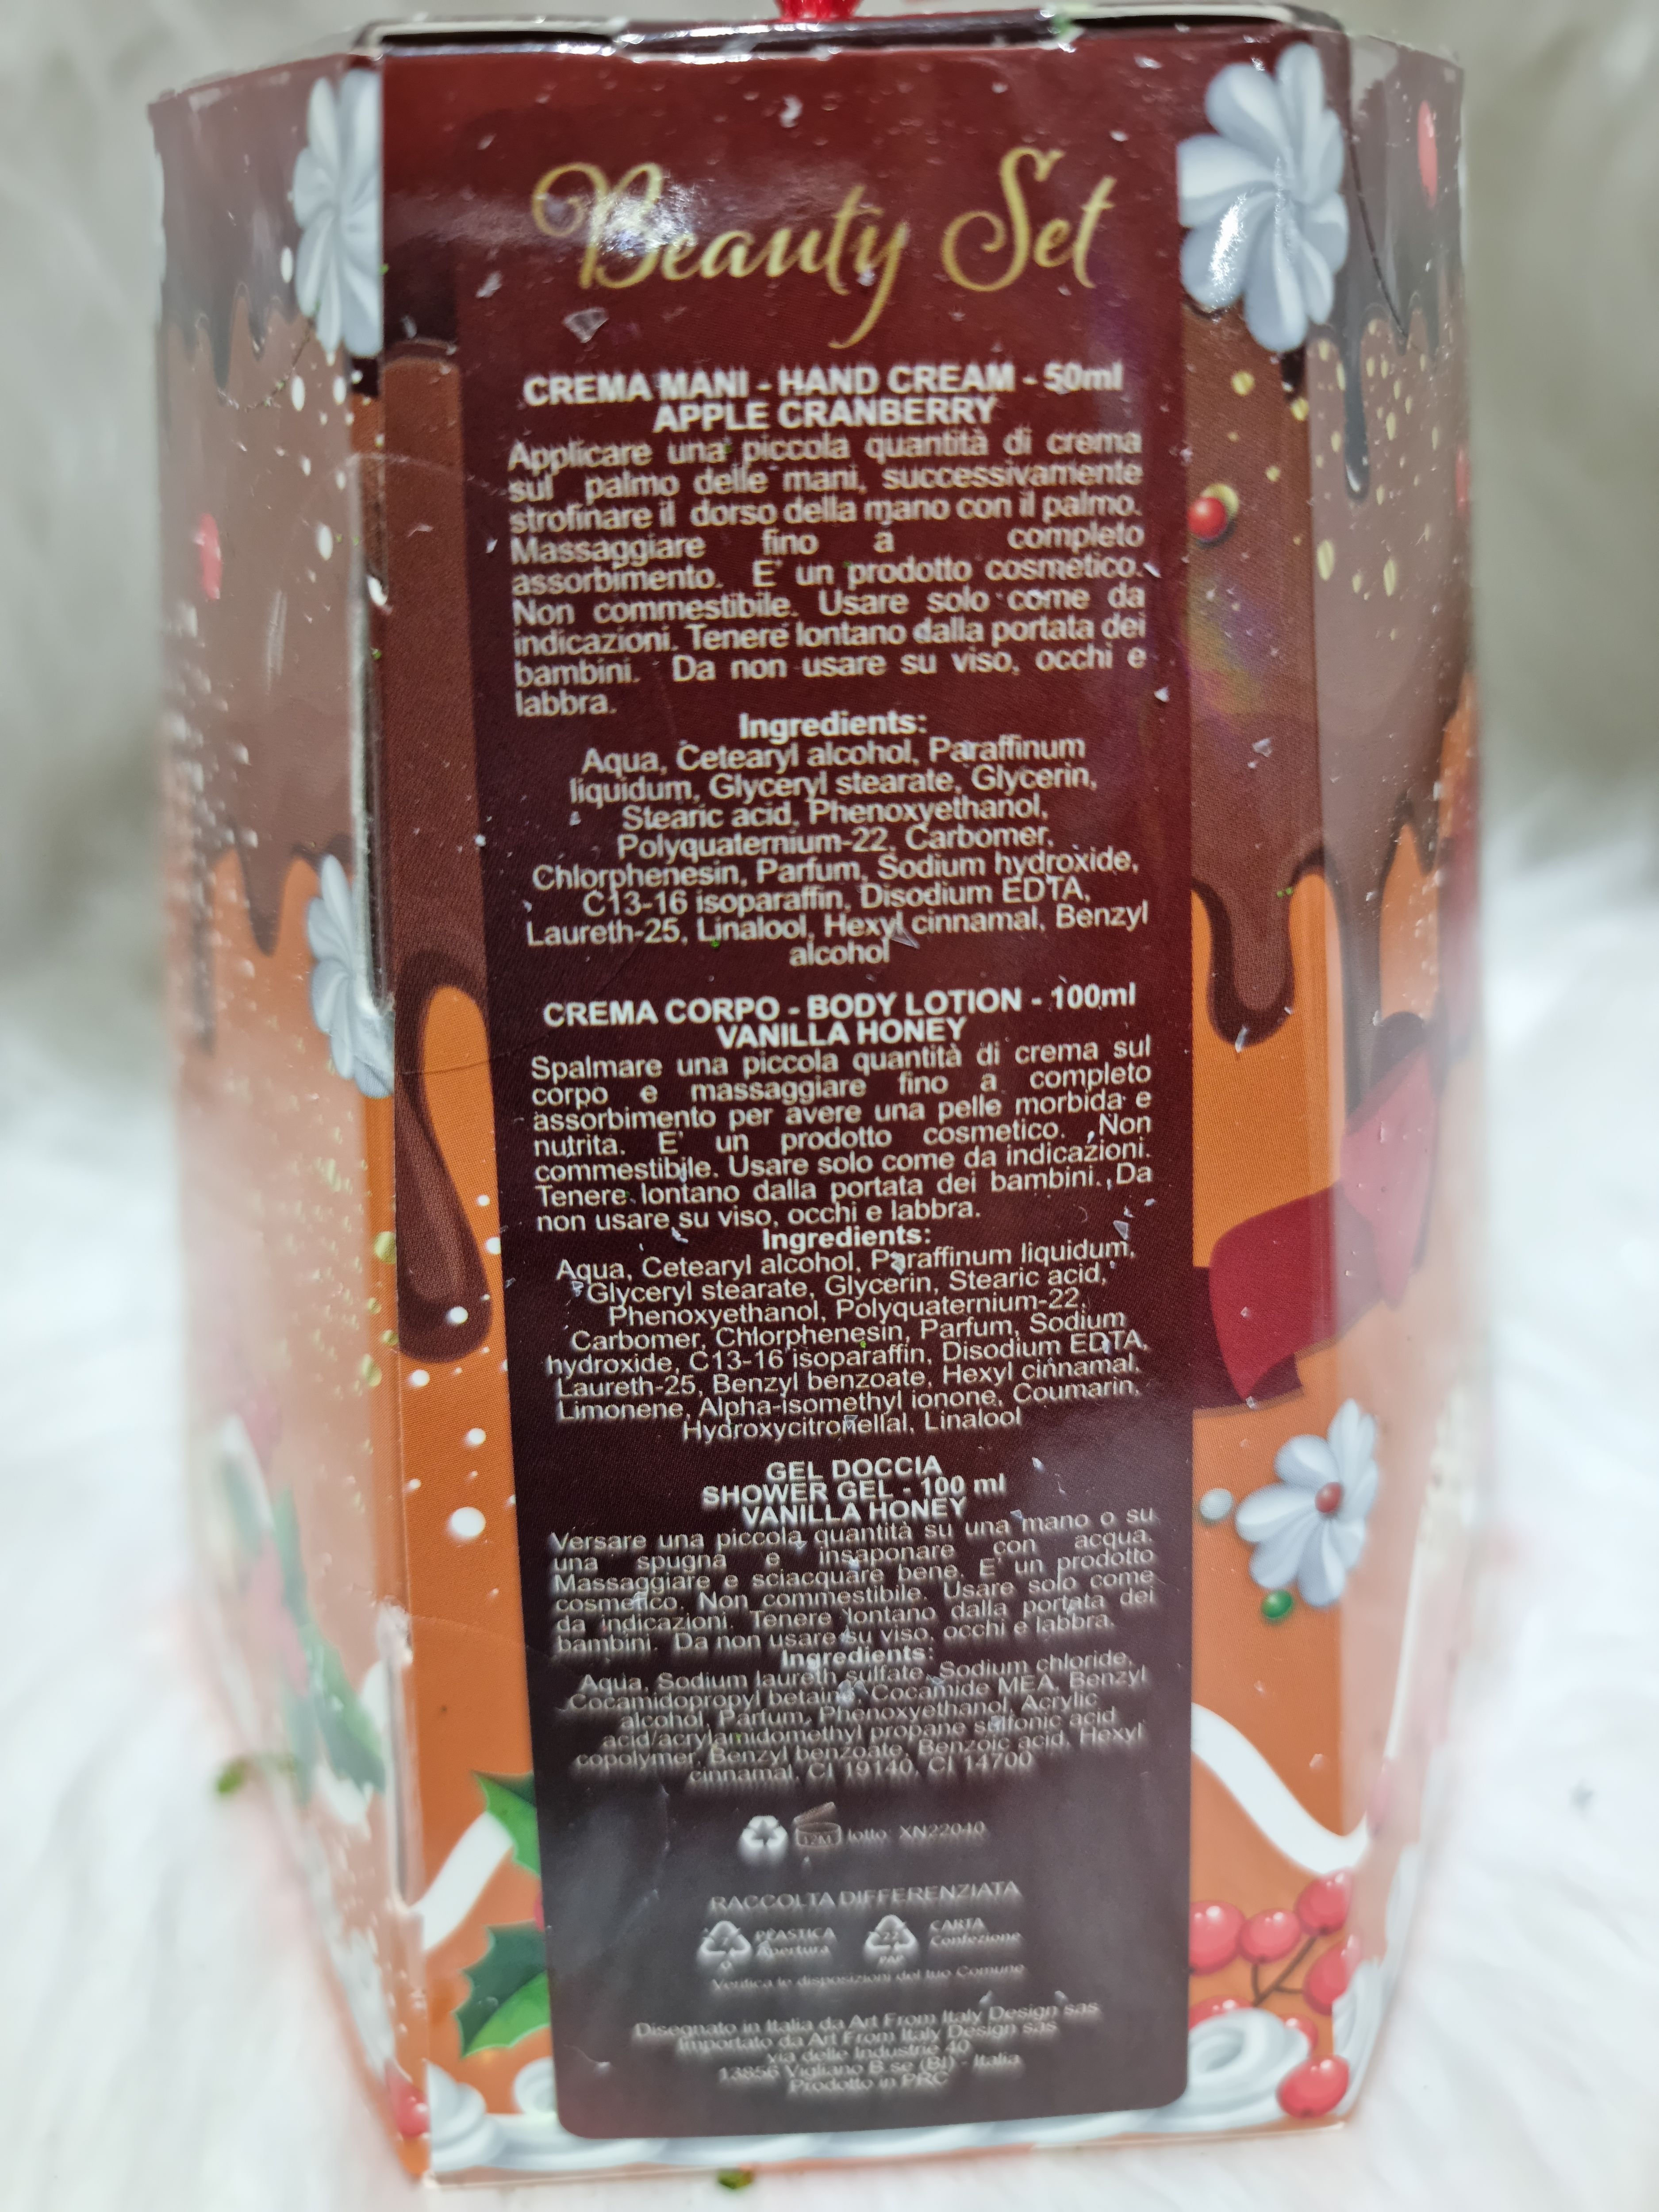 Beauty Set
CREMA MANI - HAND CREAM - 50ml
APPLE CRANBERRY
Applicare una piccola quantità di crema
sul palmo delle mani, successivamente
strofinare il dorso della mano con il palmo.
Massaggiare fino a completo
assorbimento. E' un prodotto cosmetico.
Non commestibile. Usare solo come da
indicazioni. Tenere lontano dalla portata dei
bambini. Da non usare su viso, occhi e
labbra.
Ingredients:
Aqua, Cetearyl alcohol, Paraffinum
liquidum, Glyceryl stearate, Glycerin,
Stearic acid, Phenoxyethanol,
Polyquaternium-22, Carbomer,
Chlorphenesin, Parfum, Sodium hydroxide,
C13-16 isoparaffin, Disodium EDTA,
Laureth-25, Linalool, Hexyl cinnamal, Benzyl
alcohol
CREMA CORPO - BODY LOTION - 100ml
VANILLA HONEY
Spalmare una piccola quantità di crema sul
corpo e massaggiare fino a completo
assorbimento per avere una pelle morbida e
nutrita. E' un prodotto cosmetico. Non
commestibile. Usare solo come da indicazioni.
Tenere lontano dalla portata dei bambini. Da
non usare su viso, occhi e labbra.
Ingredients:
Aqua, Cetearyl alcohol, Paraffinum liquidum,
Glyceryl stearate, Glycerin, Stearic acid,
Phenoxyethanol, Polyquaternium-22,
Carbomer, Chlorphenesin, Parfum, Sodium
hydroxide, C13-16 isoparaffin, Disodium EDTA,
Laureth-25, Benzyl benzoate, Hexyl cinnamal,
Limonene, Alpha-isomethyl ionone, Coumarin,
Hydroxycitronellal, Linalool
GEL DOCCIA
SHOWER GEL - 100 ml
VANILLA HONEY
Versare una piccola quantità su una mano o su
una spugna e insaponare con acqua.
Massaggiare e sciacquare bene. E' un prodotto
cosmetico. Non commestibile. Usare solo come
da indicazioni. Tenere lontano dalla portata dei
bambini. Da non usare su viso, occhi e labbra.
Ingredients:
Aqua, Sodium laureth sulfate, Sodium chloride,
Cocamidopropyl betaine, Cocamide MEA, Benzyl
alcohol, Parfum, Phenoxyethanol, Acrylic
acid/acrylamidomethyl propane sulfonic acid
copolymer, Benzyl benzoate, Benzoic acid, Hexyl
cinnamal, CI 19140, CI 14700
12M lotto: XN22040
RACCOLTA DIFFERENZIATA
7 PLASTICA 22 CARTA
O Apertura PAP Confezione
Verifica le disposizioni del tuo Comune
Disegnato in Italia da Art From Italy Design sas
Importato da Art From Italy Design sas
via delle Industrie 40
13856 Vigliano B.se (BI) - Italia
Prodotto in PRC